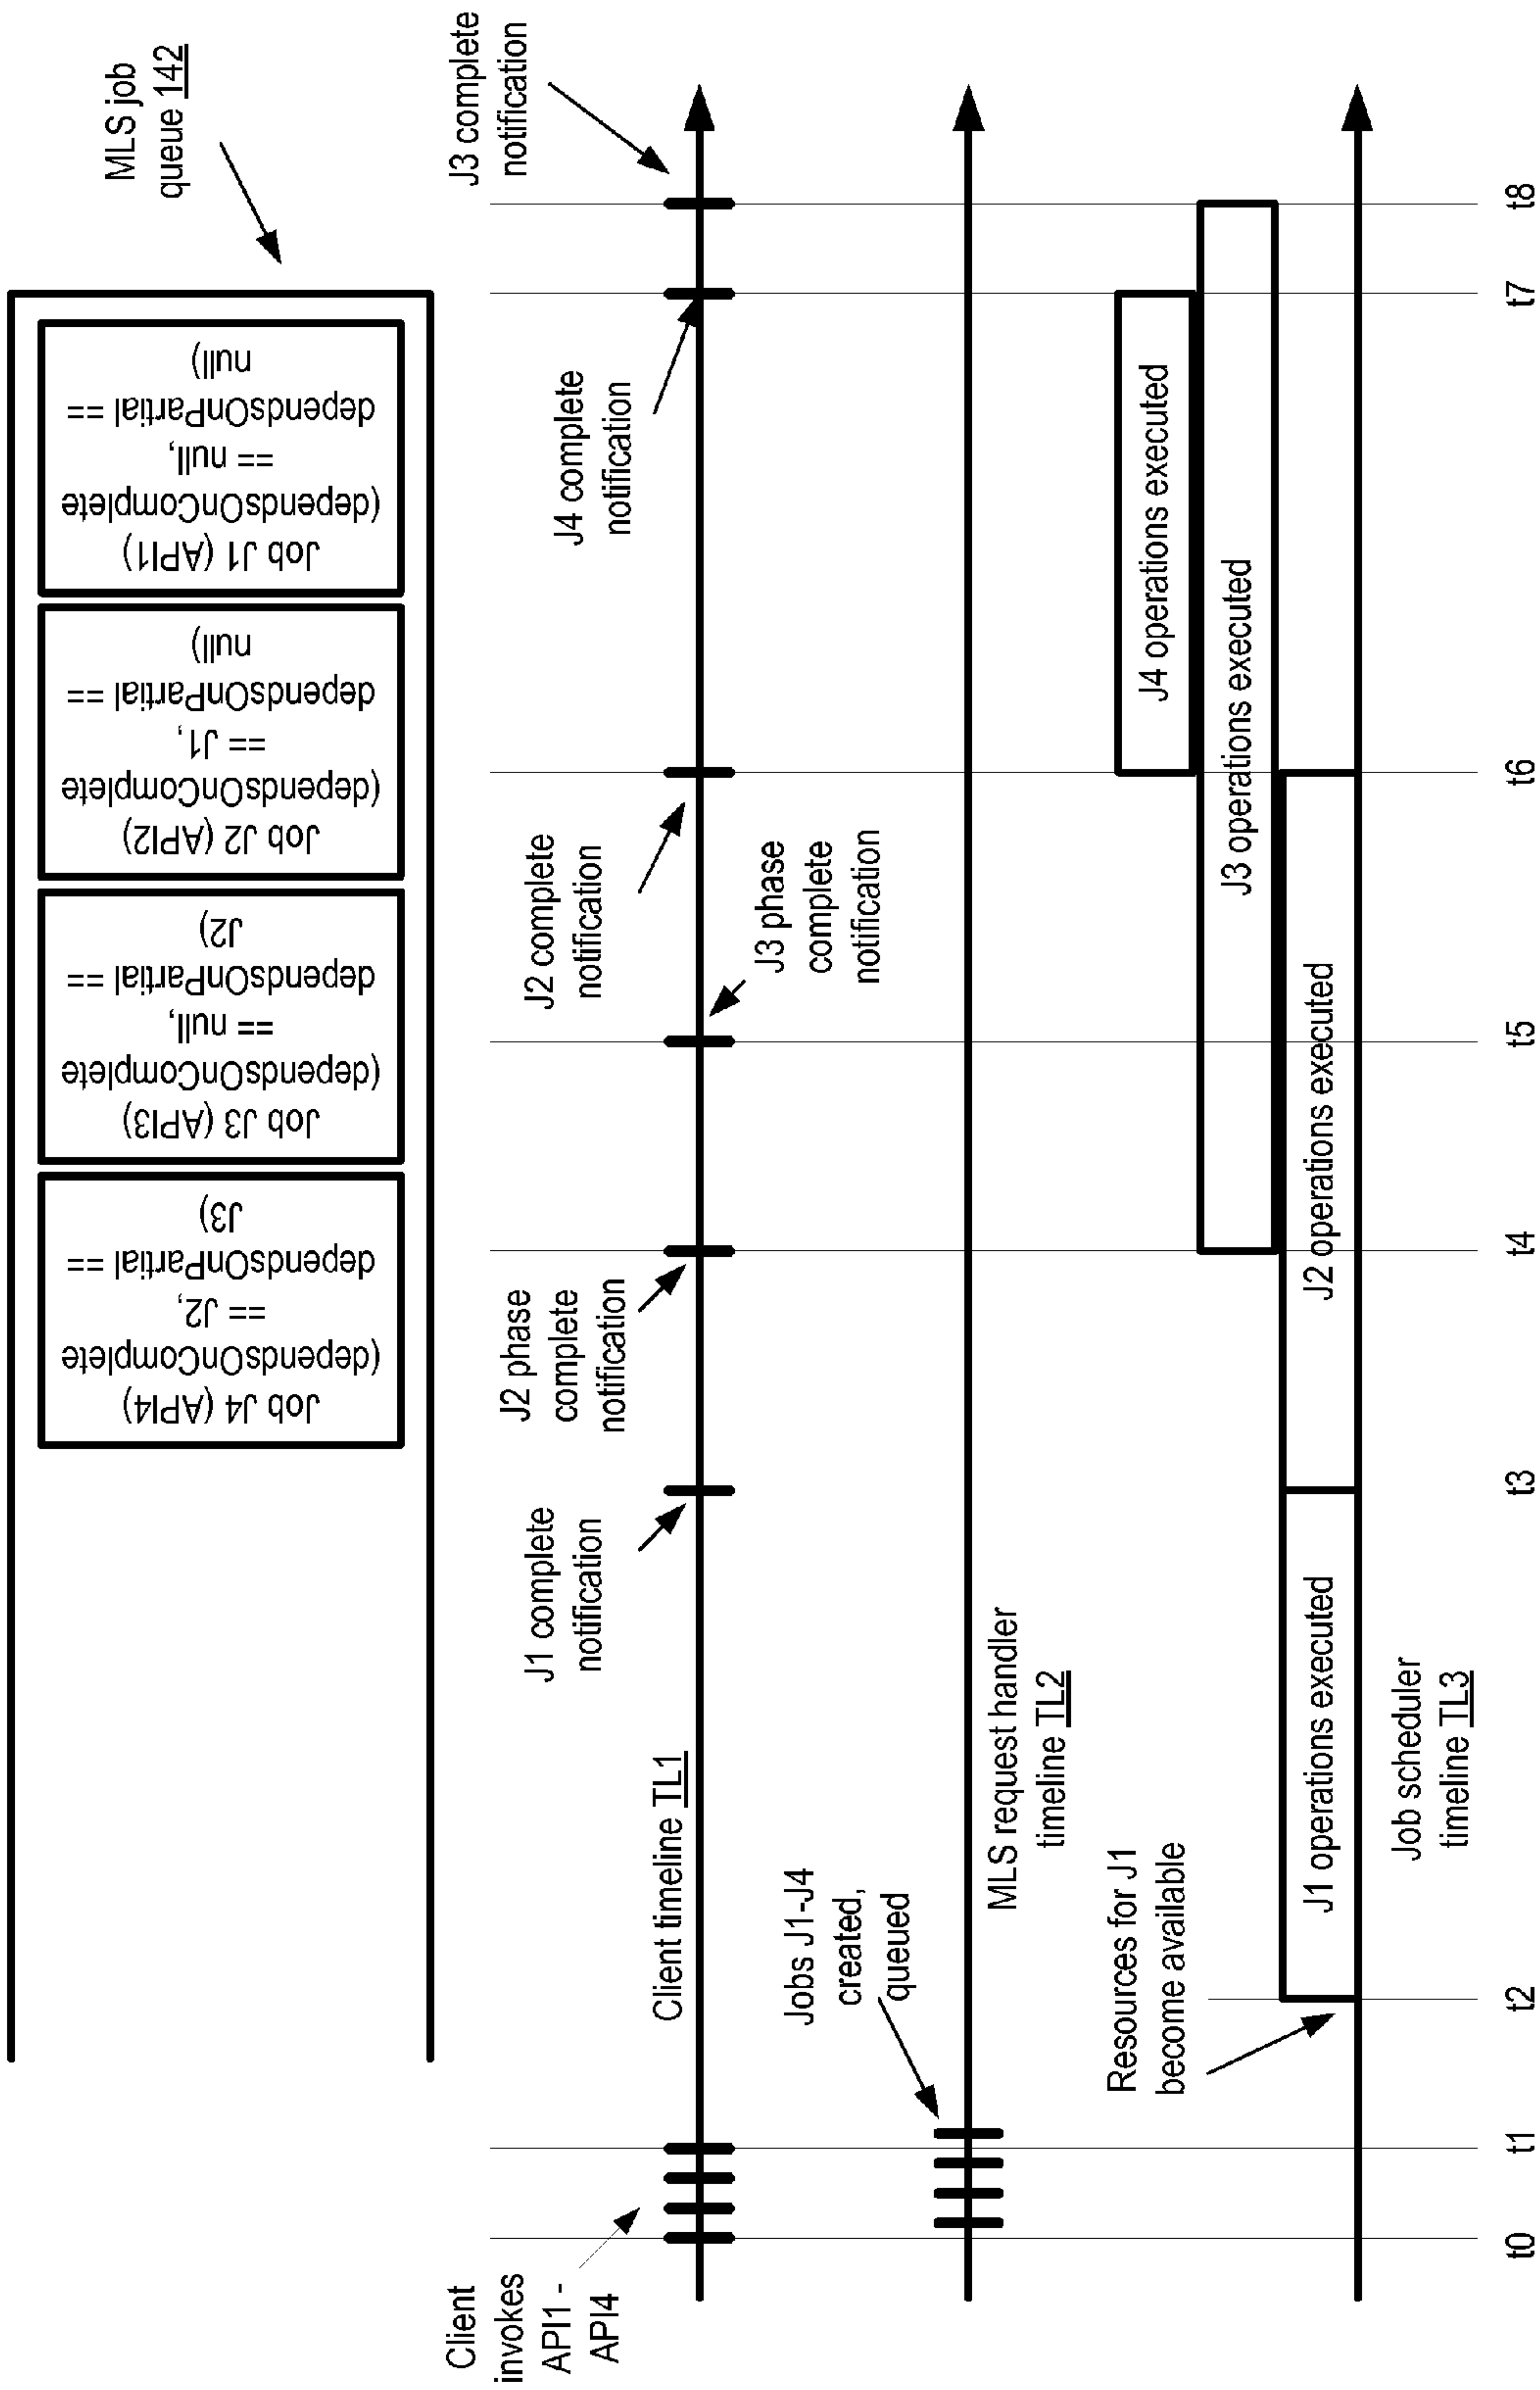 MLS job
queue 142
Job J4 (API4)
(dependsOnComplete
== J2,
dependsOnPartial ==
J3)
Job J3 (API3)
(dependsOnComplete
== null,
dependsOnPartial ==
J2)
Job J2 (API2)
(dependsOnComplete
== J1,
dependsOnPartial ==
null)
Job J1 (API1)
(dependsOnComplete
== null,
dependsOnPartial ==
null)
Client
invokes
API1 -
API4
Client timeline TL1
J1 complete
notification
J2 phase
complete
notification
J2 complete
notification
J3 phase
complete
notification
J4 complete
notification
J3 complete
notification
Jobs J1-J4
created,
queued
MLS request handler
timeline TL2
Resources for J1
become available
J4 operations executed
J3 operations executed
J1 operations executed
J2 operations executed
Job scheduler
timeline TL3
t0
t1
t2
t3
t4
t5
t6
t7
t8